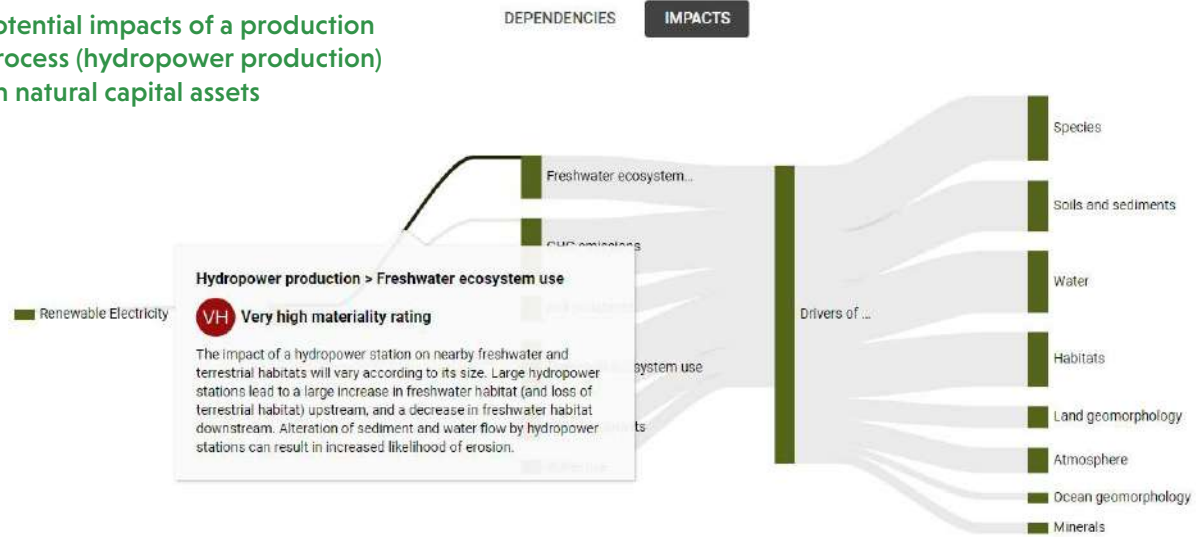 otential impacts of a production
rocess (hydropower production)
n natural capital assets
DEPENDENCIES
IMPACTS
Renewable Electricity
Hydropower production > Freshwater ecosystem use
VH Very high materiality rating
The impact of a hydropower station on nearby freshwater and
terrestrial habitats will vary according to its size. Large hydropower
stations lead to a large increase in freshwater habitat (and loss of
terrestrial habitat) upstream, and a decrease in freshwater habitat
downstream. Alteration of sediment and water flow by hydropower
stations can result in increased likelihood of erosion.
Freshwater ecosystem...
GHG emissions
ystem use
ts
Drivers of ...
Species
Soils and sediments
Water
Habitats
Land geomorphology
Atmosphere
Ocean geomorphology
Minerals